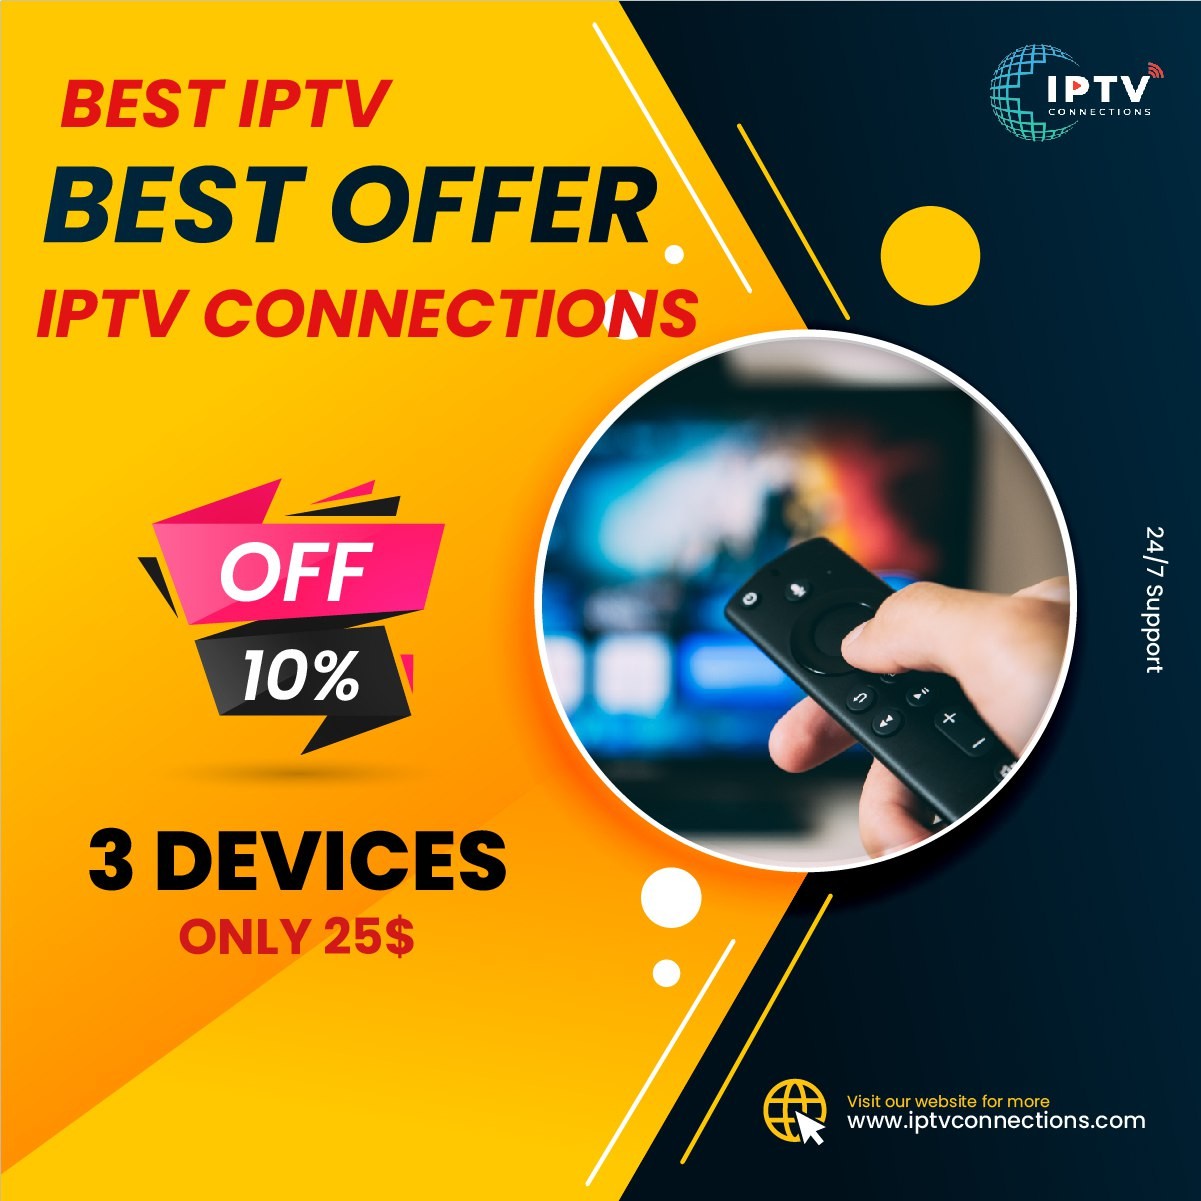 BEST IPTV
BEST OFFER
IPTV CONNECTIONS
IPTV
CONNECTIONS
OFF
10%
24/7 Support
3 DEVICES
ONLY 25$
Visit our website for more
www.iptvconnections.com